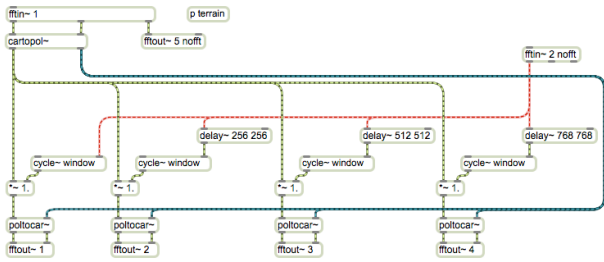 fftin~ 1
p terrain
cartopol~
fftout~ 5 nofft
fftin~ 2 nofft
delay~ 256 256
delay~ 512 512
delay~ 768 768
cycle~ window
cycle~ window
cycle~ window
cycle~ window
*~ 1.
*~ 1.
*~ 1.
*~ 1.
poltocar~
poltocar~
poltocar~
poltocar~
fftout~ 1
fftout~ 2
fftout~ 3
fftout~ 4